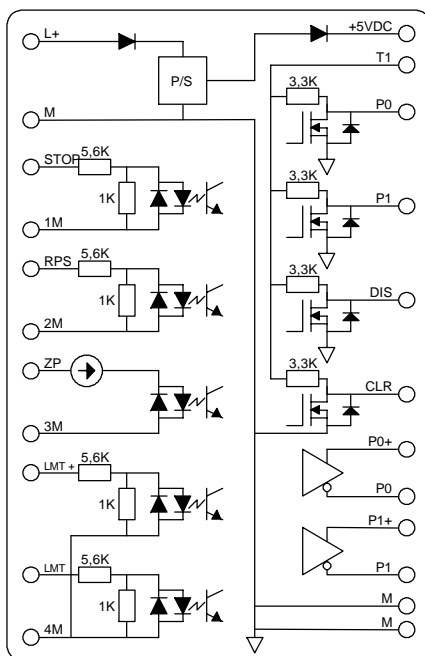 L+
P/S
M
STOP
5,6K
1K
1M
RPS
5,6K
1K
2M
ZP
3M
LMT +
5,6K
1K
LMT
5,6K
1K
4M
+5VDC
T1
3,3K
P0
3,3K
P1
3,3K
DIS
3,3K
CLR
P0+
P0
P1+
P1
M
M